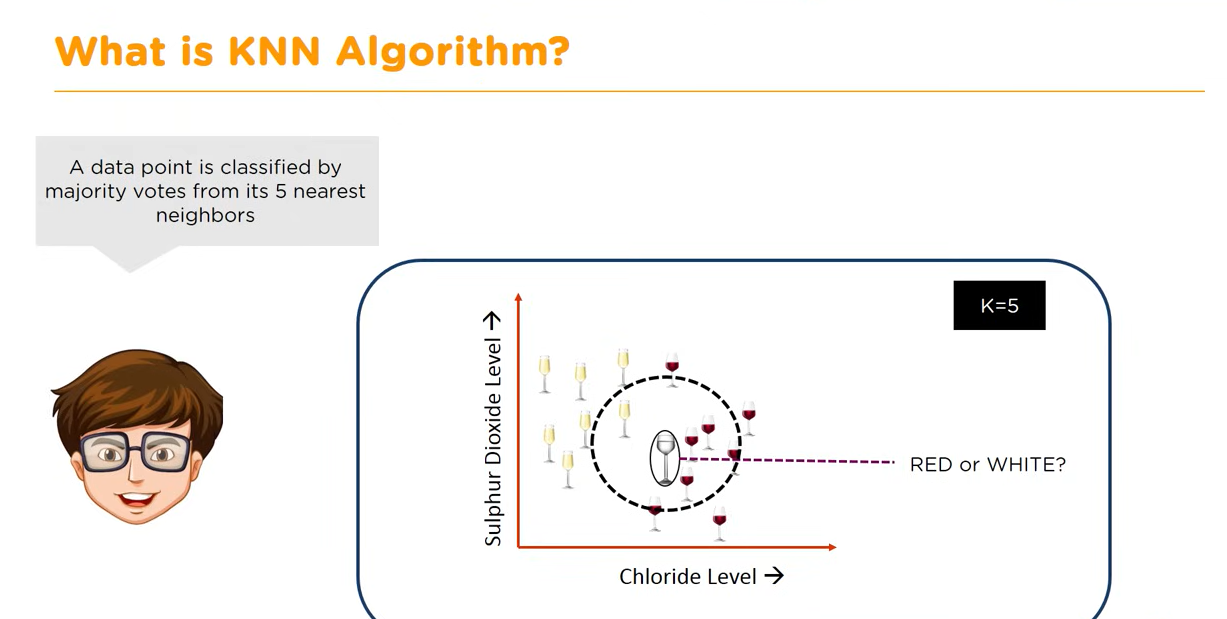 What is KNN Algorithm?
A data point is classified by
majority votes from its 5 nearest
neighbors
K=5
Sulphur Dioxide Level →
RED or WHITE?
Chloride Level →